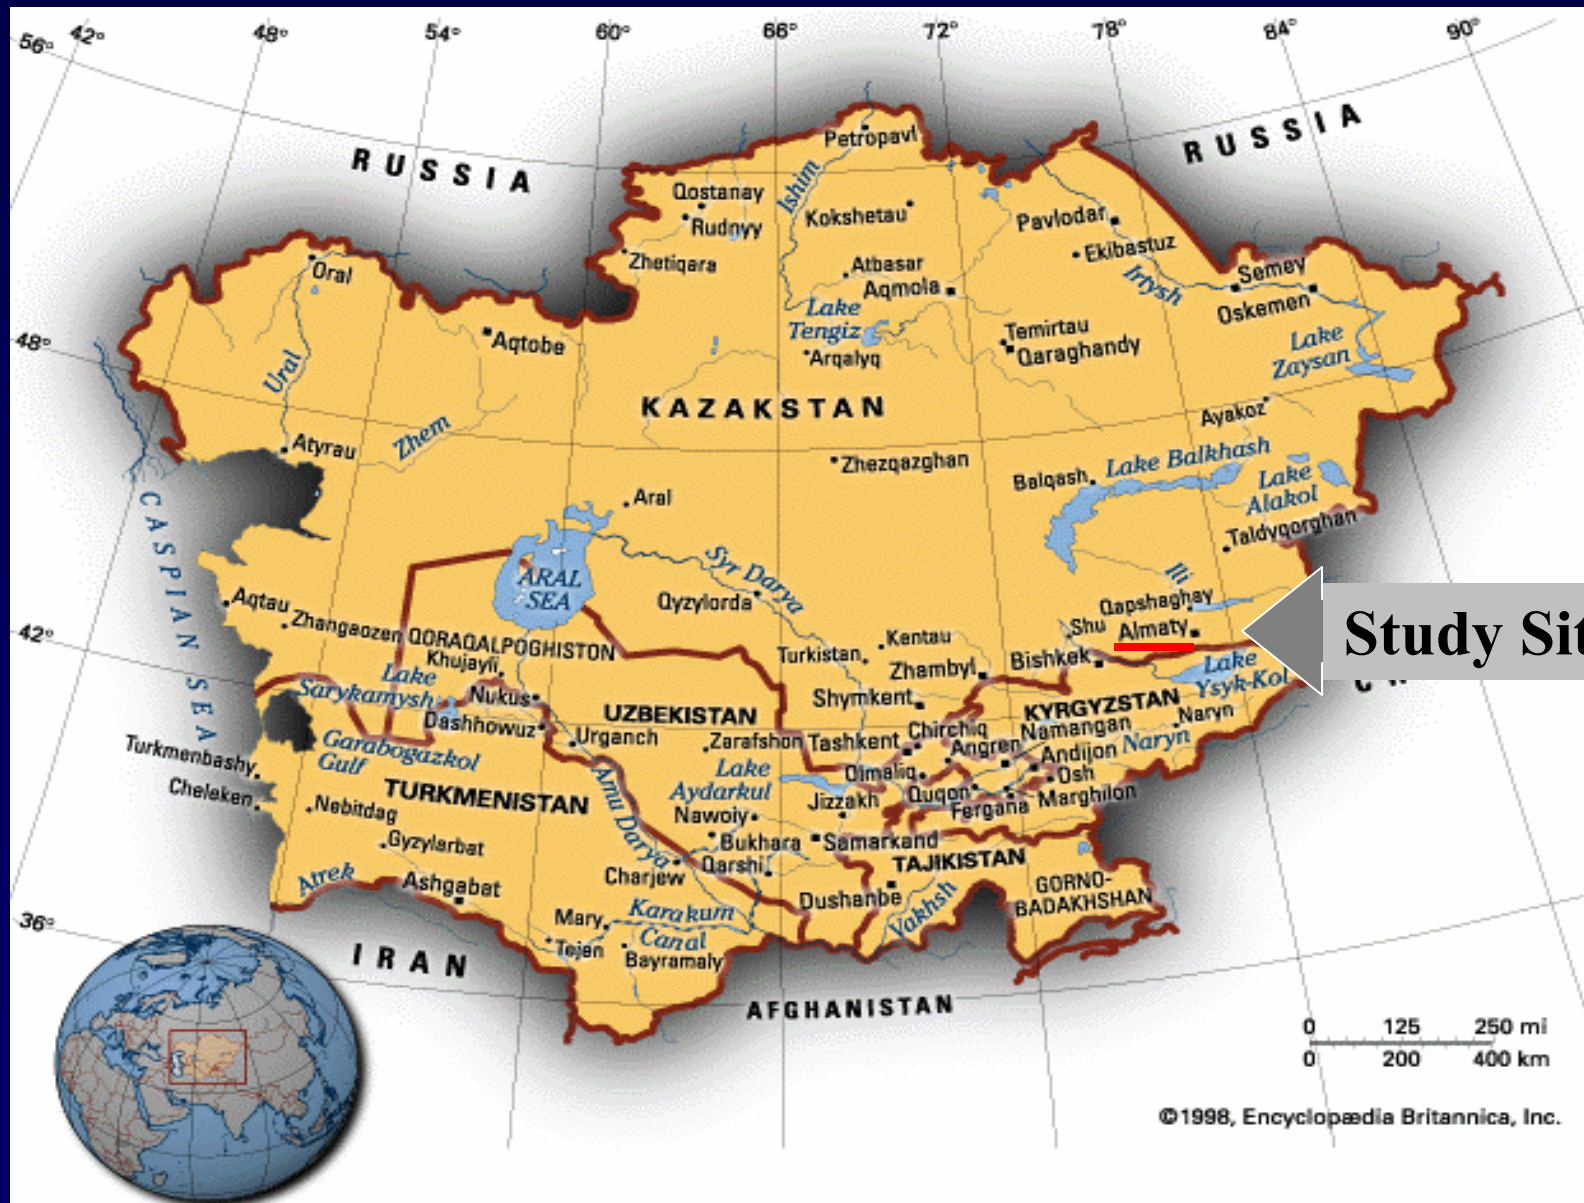 56° 42° 48° 54° 60° 66° 72° 78° 84° 90°
RUSSIA
RUSSIA
Petropavl
Qostanay
Rudnyy
Ishim
Kokshetau
Pavlodar
Ekibastuz
Zhetiqara
Atbasar
Aqmola
Irtysh
Semey
Oskemen
Oral
Lake
Tengiz
Temirtau
Qaraghandy
48°
Aqtobe
Arqalyq
Lake
Zaysan
Ural
KAZAKSTAN
Ayakoz
Atyrau
Zhem
Zhezqazghan
Balqash
Lake Balkhash
Lake
Alakol
CASPIAN SEA
Aral
Taldyqorghan
ARAL
SEA
Syr Darya
Ili
Qyzylorda
Qapshaghay
Aqtau
Zhangaozen
QORAQALPOGHISTON
Kentau
Shu
Almaty
Study Sit
42°
Khujayli
Turkistan
Zhambyl
Bishkek
Lake
Ysyk-Kol
Lake
Sarykamysh
Nukus
Shymkent
KYRGYZSTAN
Dashhowuz
UZBEKISTAN
Chirchiq
Namangan
Naryn
Urganch
Zarafshon
Tashkent
Angren
Andijon
Naryn
Turkmenbashy
Garabogazkol
Gulf
Lake
Aydarkul
Olmaliq
Osh
Cheleken
TURKMENISTAN
Amu Darya
Jizzakh
Quqon
Fergana
Marghilon
Nebitdag
Nawoiy
Gyzylarbat
Bukhara
Samarkand
Qarshi
TAJIKISTAN
Atrek
Ashgabat
Charjew
Dushanbe
Vakhsh
GORNO-
BADAKHSHAN
36°
Mary
Karakum
Canal
Tejen
Bayramaly
IRAN
AFGHANISTAN
0 125 250 mi
0 200 400 km
©1998, Encyclopædia Britannica, Inc.